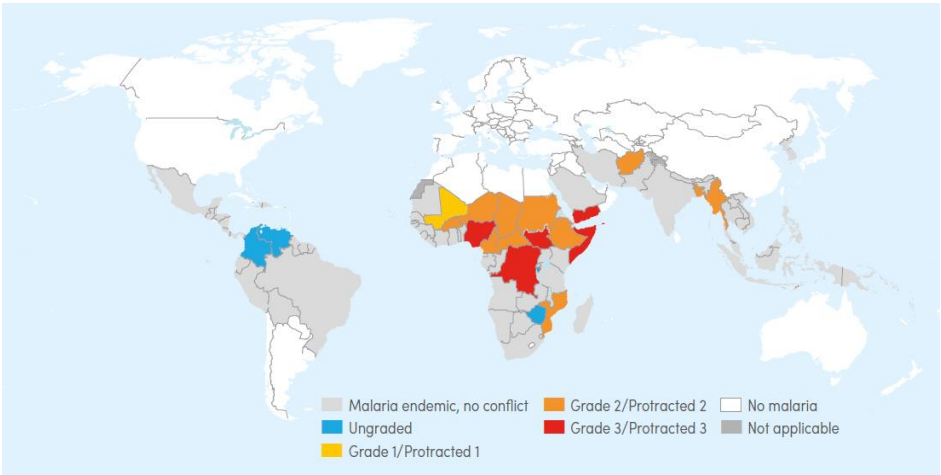 Malaria endemic, no conflict
Ungraded
Grade 1/Protracted 1
Grade 2/Protracted 2
Grade 3/Protracted 3
No malaria
Not applicable